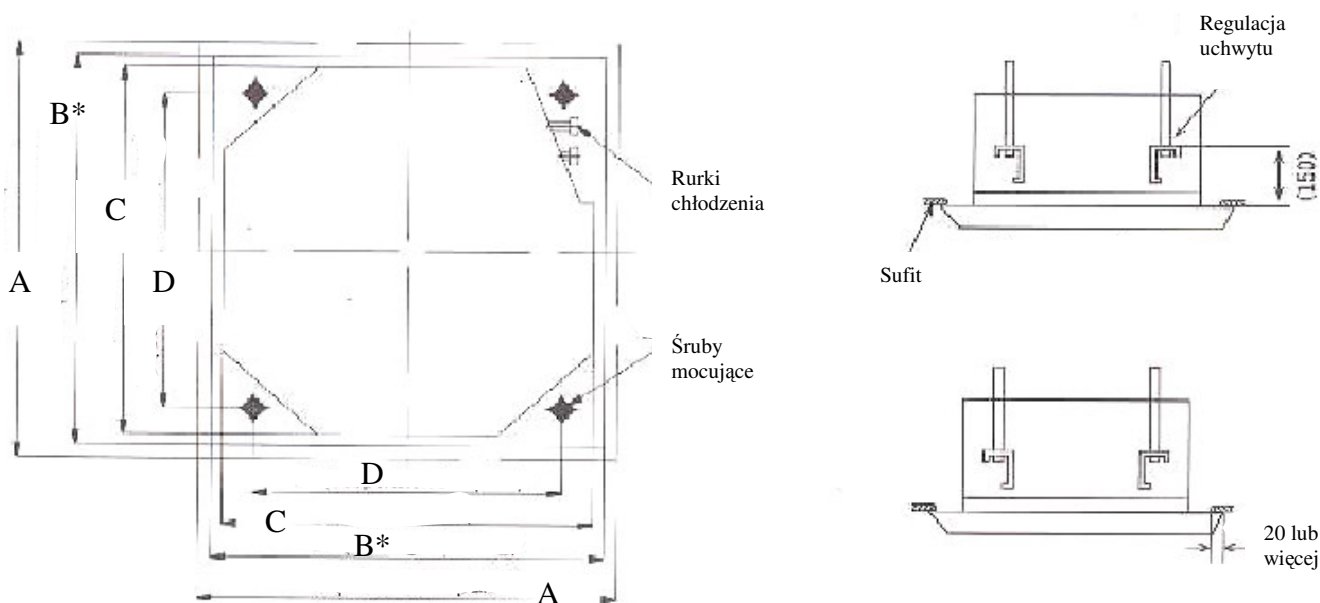 Regulacja
uchwytu
B*
C
A
D
Rurki
chłodzenia
(150)
Sufit
Śruby
mocujące
D
C
B*
A
20 lub
więcej